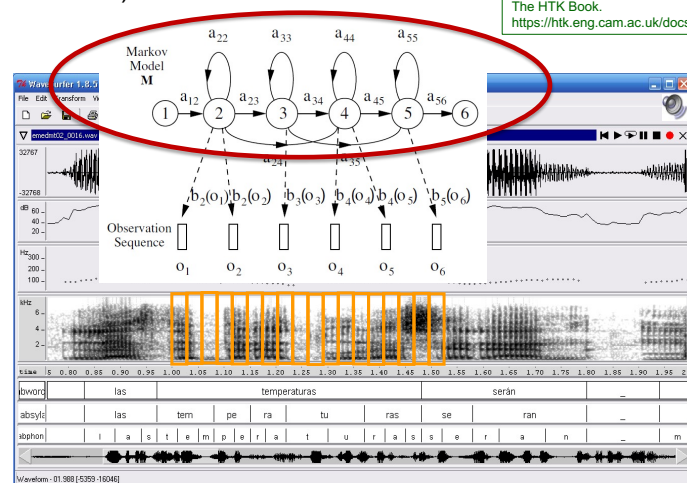 The HTK Book.
https://htk.eng.cam.ac.uk/docs
Markov
Model
M
a22 a33 a44 a55
1 a12 2 a23 3 a34 4 a45 5 a56 6
a24 a35
b2(o1) b2(o2) b3(o3) b4(o4) b4(o5) b5(o6)
Observation
Sequence
o1 o2 o3 o4 o5 o6
WaveSurfer 1.8.5
File Edit Transform
emedmt02_0016.wav
32767
-32768
dB 60
40
20
Hz 300
200
100
kHz
6
4
2
time 5 0.80 0.85 0.90 0.95 1.00 1.05 1.10 1.15 1.20 1.25 1.30 1.35 1.40 1.45 1.50 1.55 1.60 1.65 1.70 1.75 1.80 1.85 1.90 1.95 2
bword las temperaturas serán _
absyla las tern pe ra tu ras se ran _
abphon l a s t e m p e r a t u r a s s e r a n _ m
Waveform - 01.988 [-5359 -16046]